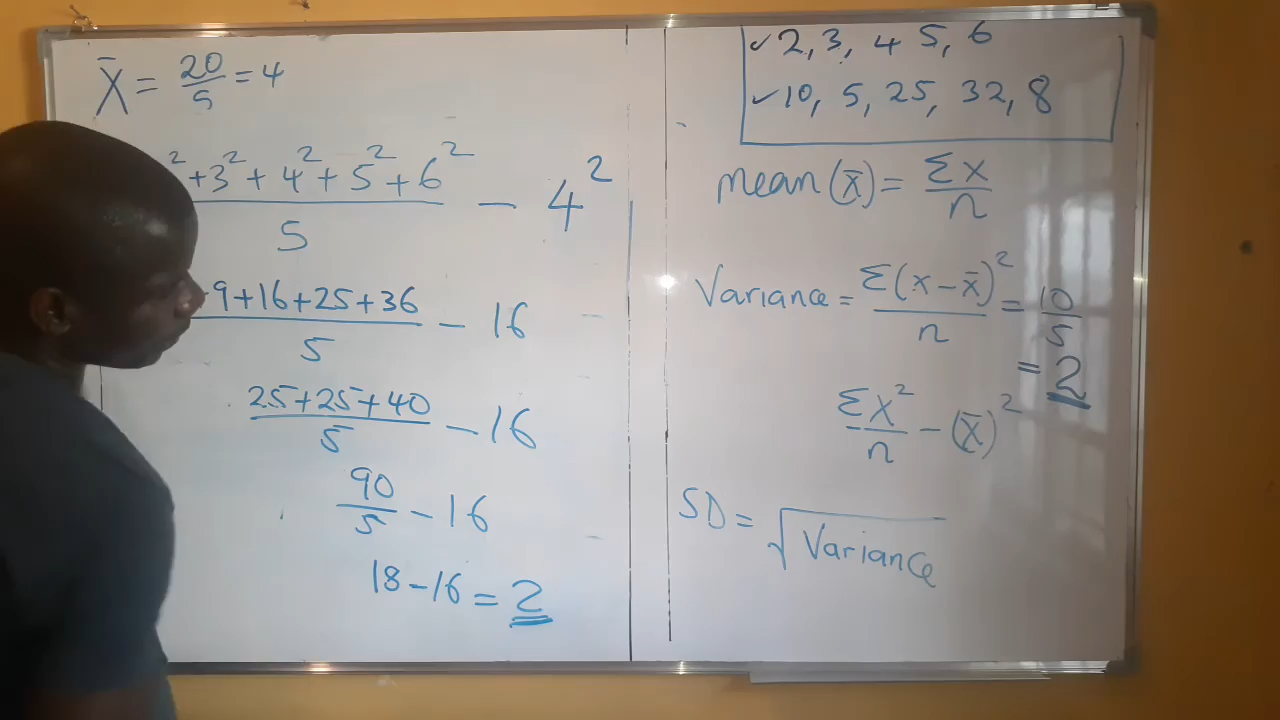 X̄ = 20/5 = 4
² + 3² + 4² + 5² + 6² / 5 − 4²
9+16+25+36 / 5 − 16
25+25+40 / 5 − 16
90/5 − 16
18 − 16 = 2
✓2, 3, 4 5, 6
✓10, 5, 25, 32, 8
mean (x̄) = Σx/n
Variance = Σ(x−x̄)²/n = 10/5
= 2
Σx²/n − (x̄)²
SD = √Variance